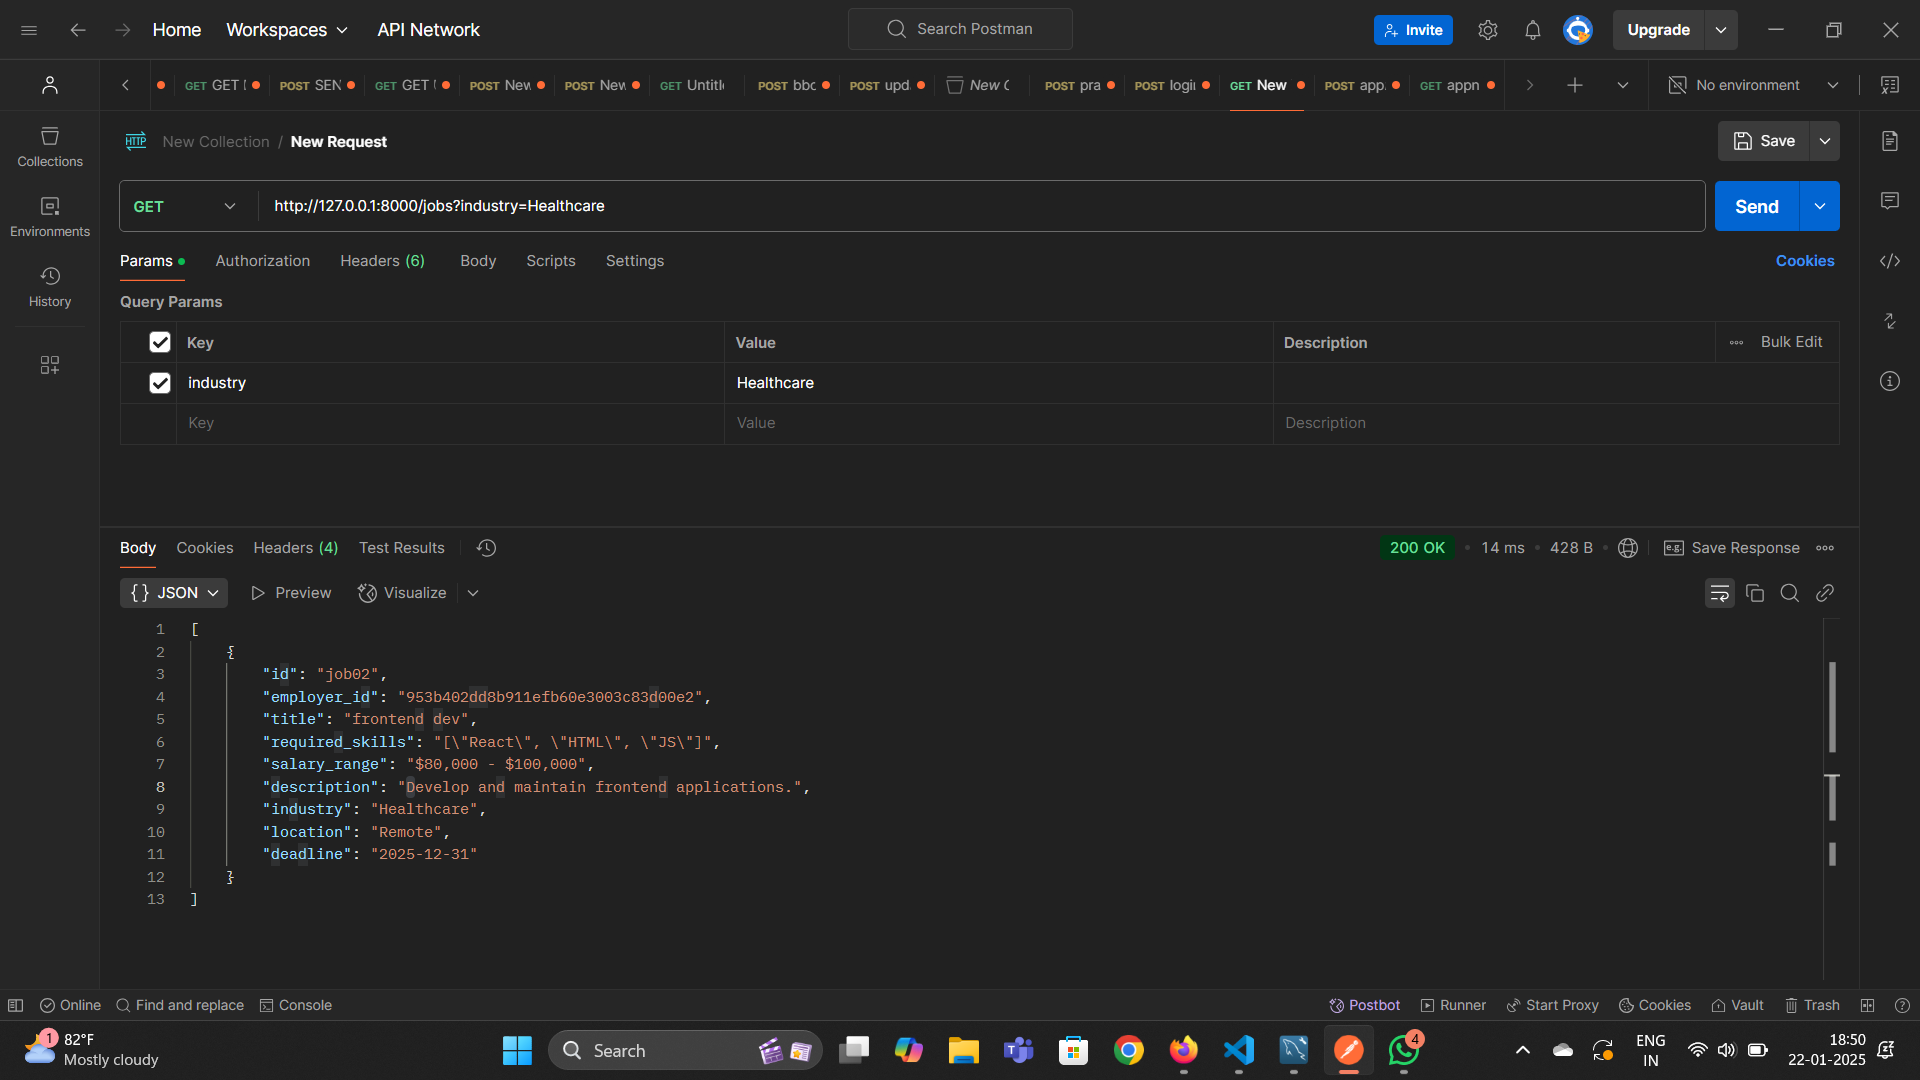 Home Workspaces API Network Search Postman Invite Upgrade
GET GET POST SEN GET GET POST New POST New GET Untitle POST bbc POST upd New C POST pra POST login GET New POST app. GET appn No environment
HTTP New Collection / New Request Save
Collections
GET http://127.0.0.1:8000/jobs?industry=Healthcare Send
Environments
Params Authorization Headers (6) Body Scripts Settings Cookies
History
Query Params
Key Value Description Bulk Edit
industry Healthcare
Key Value Description
Body Cookies Headers (4) Test Results 200 OK 14 ms 428 B e.g. Save Response
{} JSON Preview Visualize
1 [
2 {
3 "id": "job02",
4 "employer_id": "953b402dd8b911efb60e3003c83d00e2",
5 "title": "frontend dev",
6 "required_skills": "[\"React\", \"HTML\", \"JS\"]",
7 "salary_range": "$80,000 - $100,000",
8 "description": "Develop and maintain frontend applications.",
9 "industry": "Healthcare",
10 "location": "Remote",
11 "deadline": "2025-12-31"
12 }
13 ]
Online Find and replace Console Postbot Runner Start Proxy Cookies Vault Trash
1 82°F
Mostly cloudy
Search
4
ENG
IN
18:50
22-01-2025